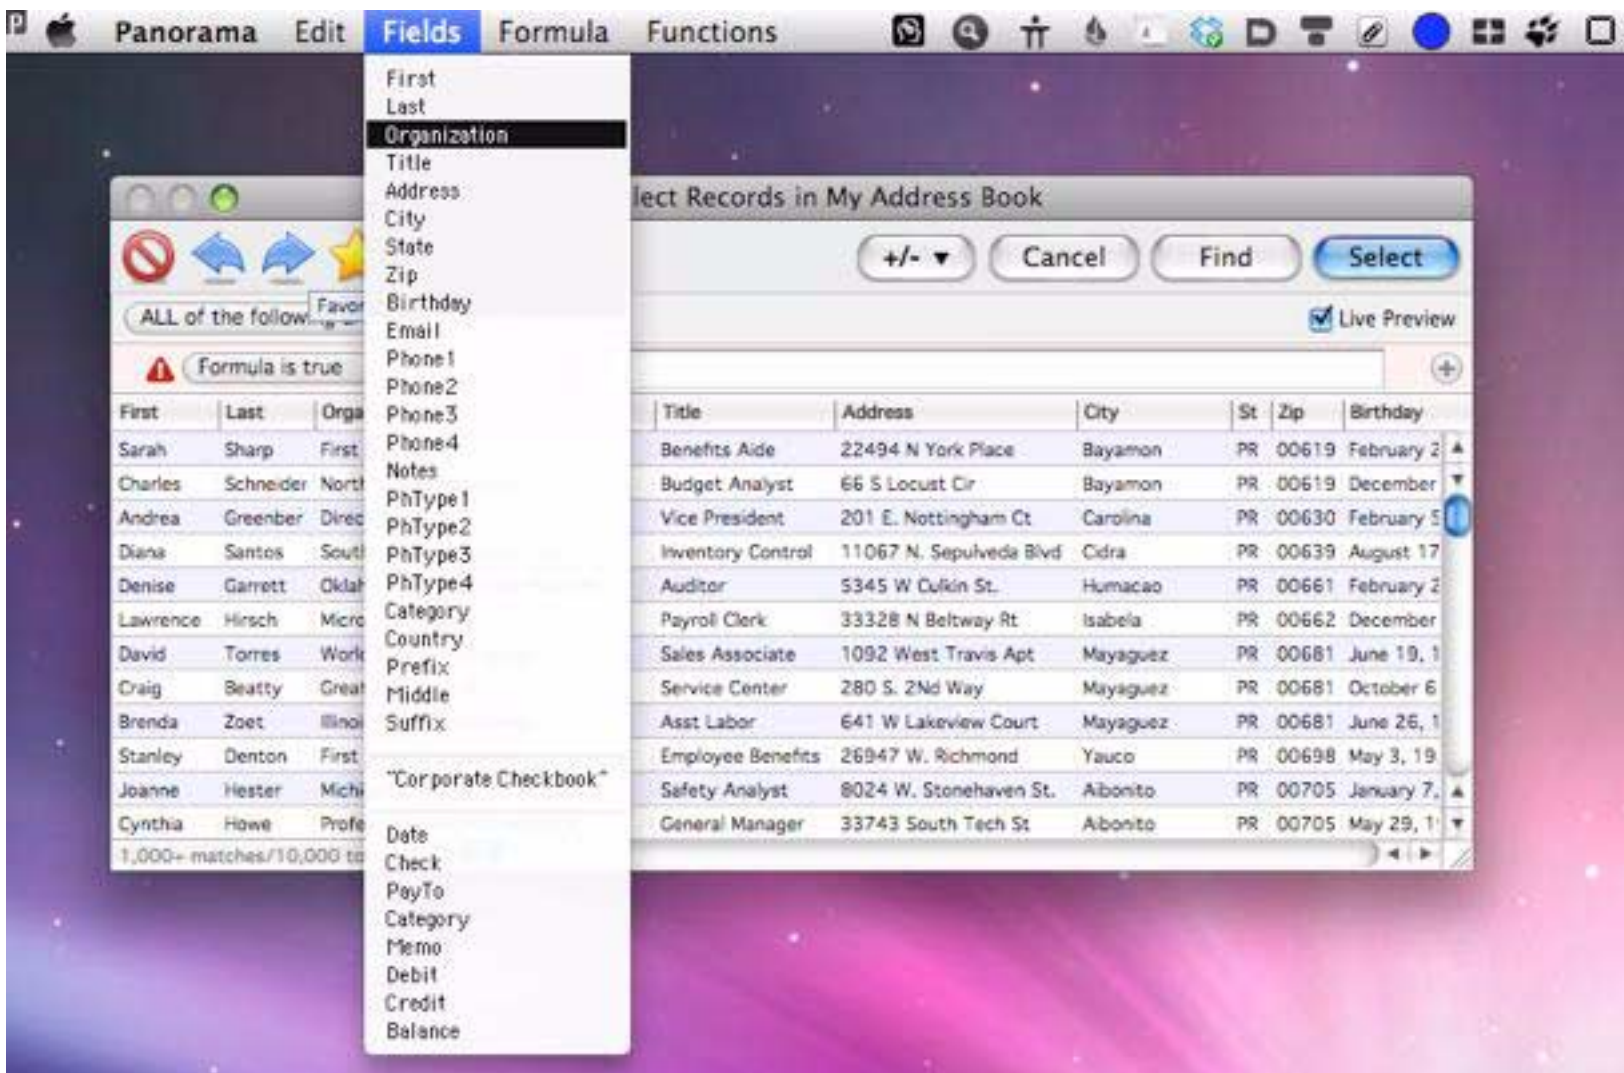 Panorama Edit Fields Formula Functions
First
Last
Organization
Title
Address
City
State
Zip
Birthday
Email
Phone1
Phone2
Phone3
Phone4
Notes
PhType1
PhType2
PhType3
PhType4
Category
Country
Prefix
Middle
Suffix
"Corporate Checkbook"
Date
Check
PayTo
Category
Memo
Debit
Credit
Balance
lect Records in My Address Book
+/- ▼ Cancel Find Select
Favor
ALL of the follow Live Preview
Formula is true
First Last Orga Title Address City St Zip Birthday
Sarah Sharp First Benefits Aide 22494 N York Place Bayamon PR 00619 February 2
Charles Schneider North Budget Analyst 66 S Locust Cir Bayamon PR 00619 December
Andrea Greenber Direc Vice President 201 E. Nottingham Ct Carolina PR 00630 February 5
Diana Santos South Inventory Control 11067 N. Sepulveda Blvd Cidra PR 00639 August 17
Denise Garrett Oklah Auditor 5345 W Culkin St. Humacao PR 00661 February 2
Lawrence Hirsch Micro Payroll Clerk 33328 N Beltway Rt Isabela PR 00662 December
David Torres World Sales Associate 1092 West Travis Apt Mayaguez PR 00681 June 19, 1
Craig Beatty Great Service Center 280 S. 2Nd Way Mayaguez PR 00681 October 6
Brenda Zoet Illinoi Asst Labor 641 W Lakeview Court Mayaguez PR 00681 June 26, 1
Stanley Denton First Employee Benefits 26947 W. Richmond Yauco PR 00698 May 3, 19
Joanne Hester Michi Safety Analyst 8024 W. Stonehaven St. Aibonito PR 00705 January 7,
Cynthia Howe Profe General Manager 33743 South Tech St Aibonito PR 00705 May 29, 1
1,000+ matches/10,000 to